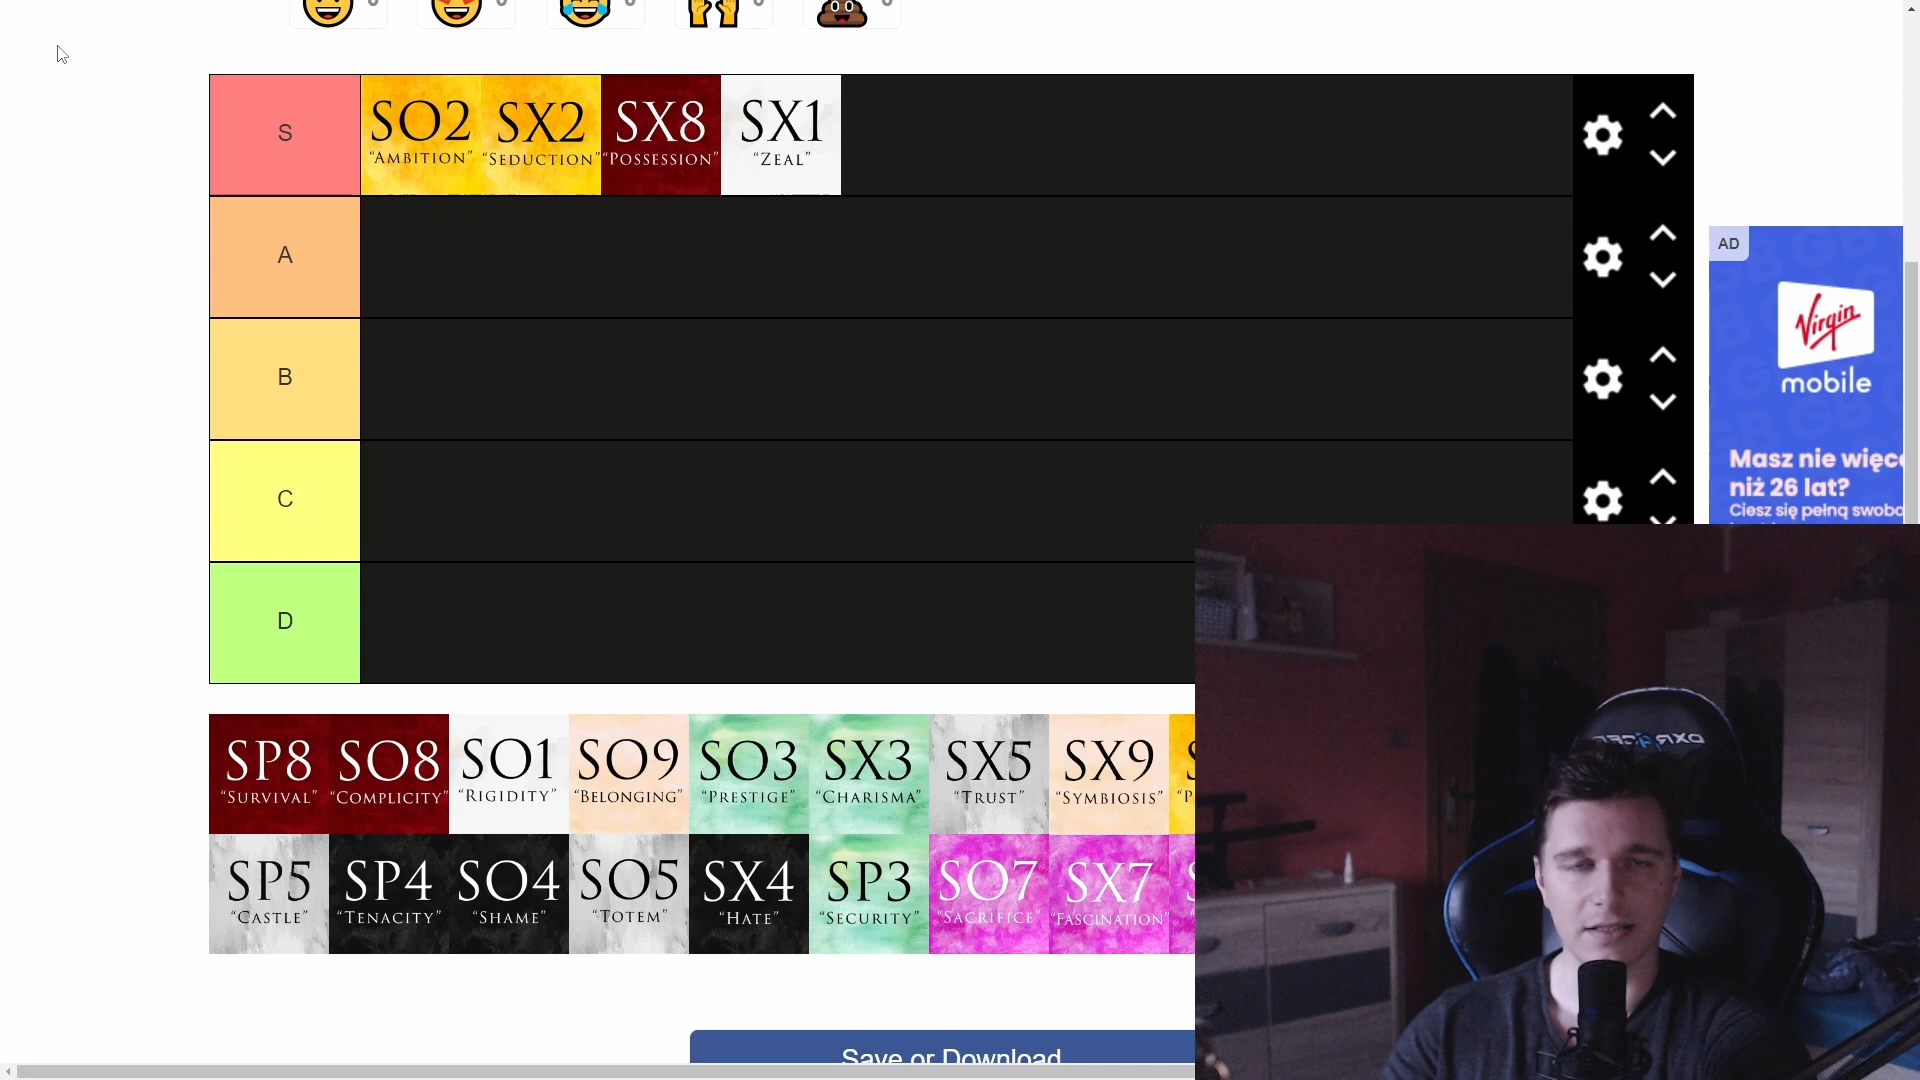 S
SO2
"AMBITION"
SX2
"SEDUCTION"
SX8
"POSSESSION"
SX1
"ZEAL"
A
B
C
D
AD
Virgin
mobile
Masz nie więc
niż 26 lat?
Ciesz się pełną swobo
SP8
"SURVIVAL"
SO8
"COMPLICITY"
SO1
"RIGIDITY"
SO9
"BELONGING"
SO3
"PRESTIGE"
SX3
"CHARISMA"
SX5
"TRUST"
SX9
"SYMBIOSIS"
SP5
"CASTLE"
SP4
"TENACITY"
SO4
"SHAME"
SO5
"TOTEM"
SX4
"HATE"
SP3
"SECURITY"
SO7
"SACRIFICE"
SX7
"FASCINATION"
Save or Download